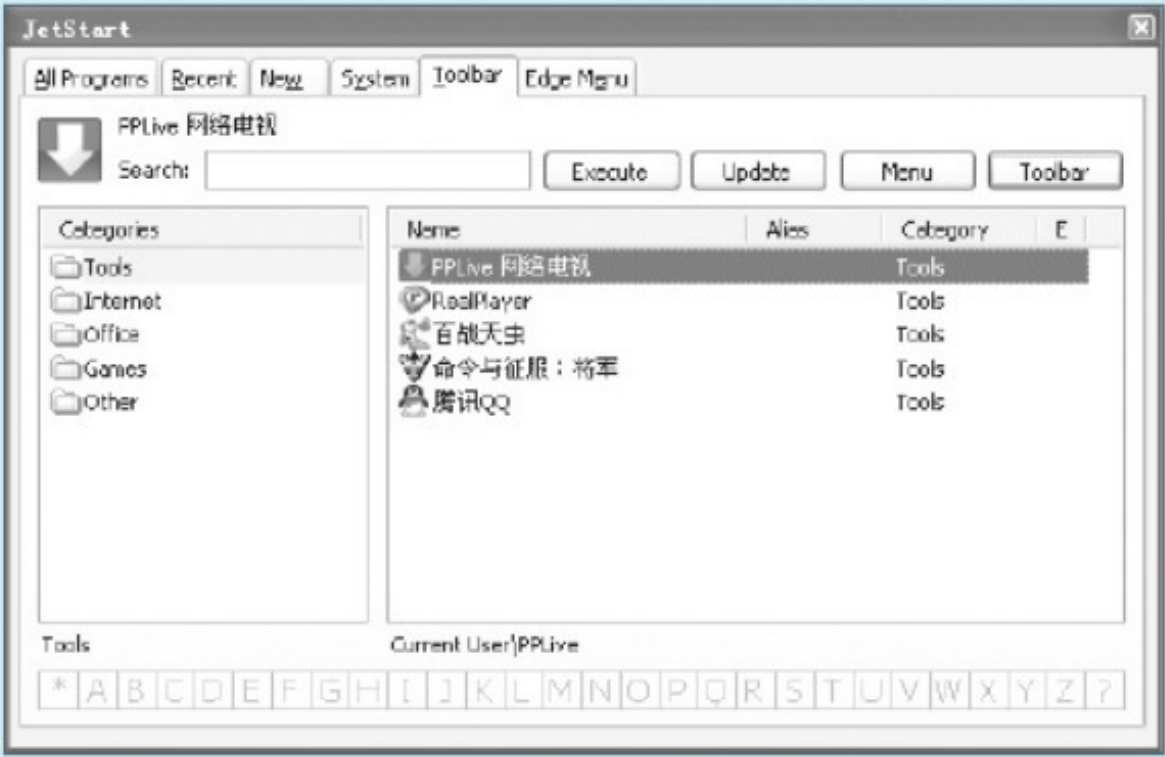 JetStart
All Programs Recent New System Toolbar Edge Menu
PPLive 网络电视
Search: Execute Update Menu Toolbar
Categories Name Alias Category E
Tools PPLive 网络电视 Tools
Internet RealPlayer Tools
Office 百战天虫 Tools
Games 命令与征服：将军 Tools
Other 腾讯QQ Tools
Tools Current User\PPLive
* A B C D E F G H I J K L M N O P Q R S T U V W X Y Z ?